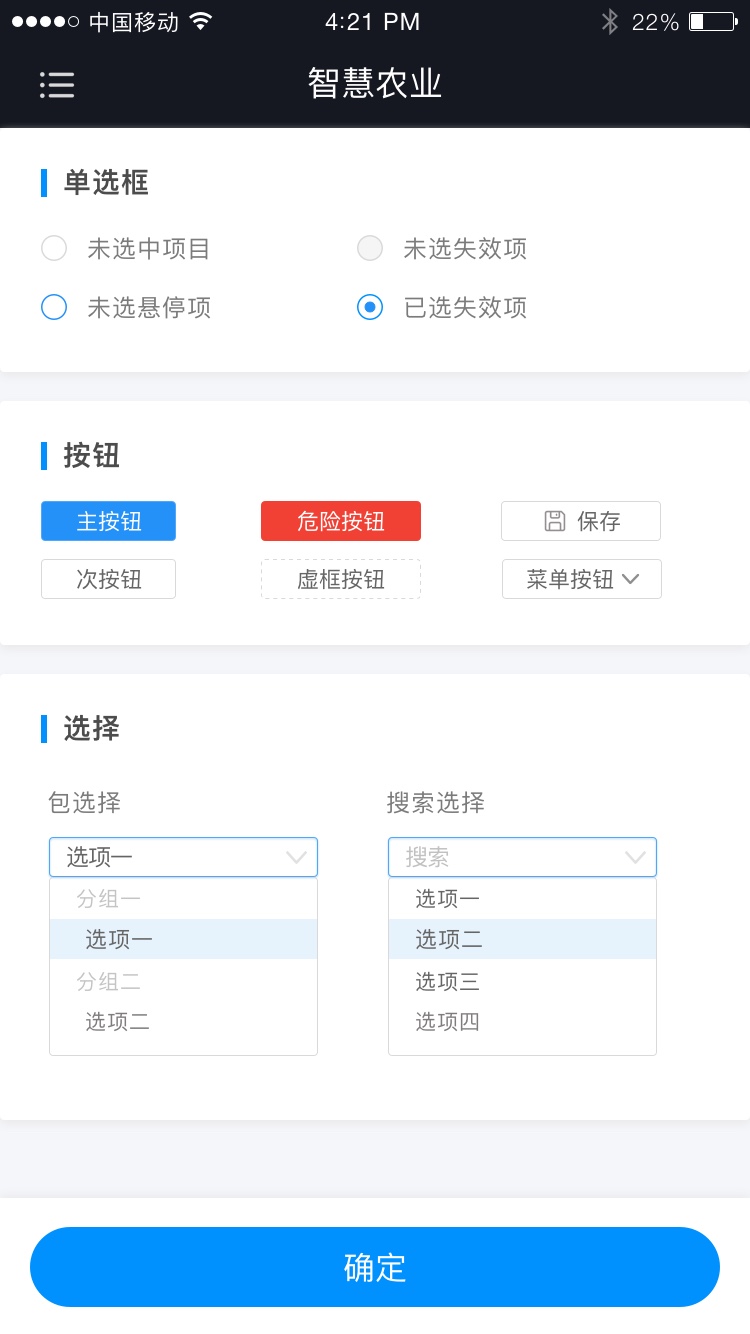 中国移动 4:21 PM 22%
智慧农业
单选框
未选中项目 未选失效项
未选悬停项 已选失效项
按钮
主按钮 危险按钮 保存
次按钮 虚框按钮 菜单按钮
选择
包选择 搜索选择
选项一 搜索
分组一 选项一
选项一 选项二
分组二 选项三
选项二 选项四
确定